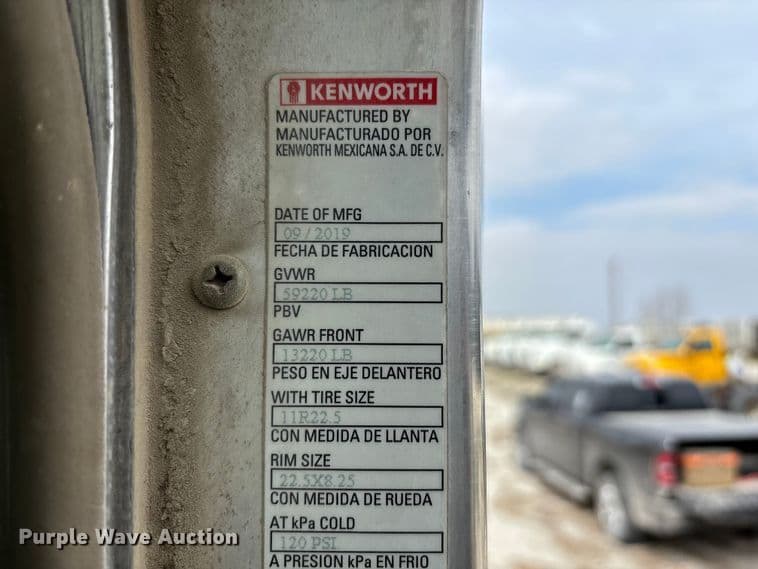 KENWORTH
MANUFACTURED BY
MANUFACTURADO POR
KENWORTH MEXICANA S.A. DE C.V.
DATE OF MFG
09/2019
FECHA DE FABRICACION
GVWR
59220 LB
PBV
GAWR FRONT
13220 LB
PESO EN EJE DELANTERO
WITH TIRE SIZE
11R22.5
CON MEDIDA DE LLANTA
RIM SIZE
22.5X8.25
CON MEDIDA DE RUEDA
AT kPa COLD
120 PSI
A PRESION kPa EN FRIO
Purple Wave Auction